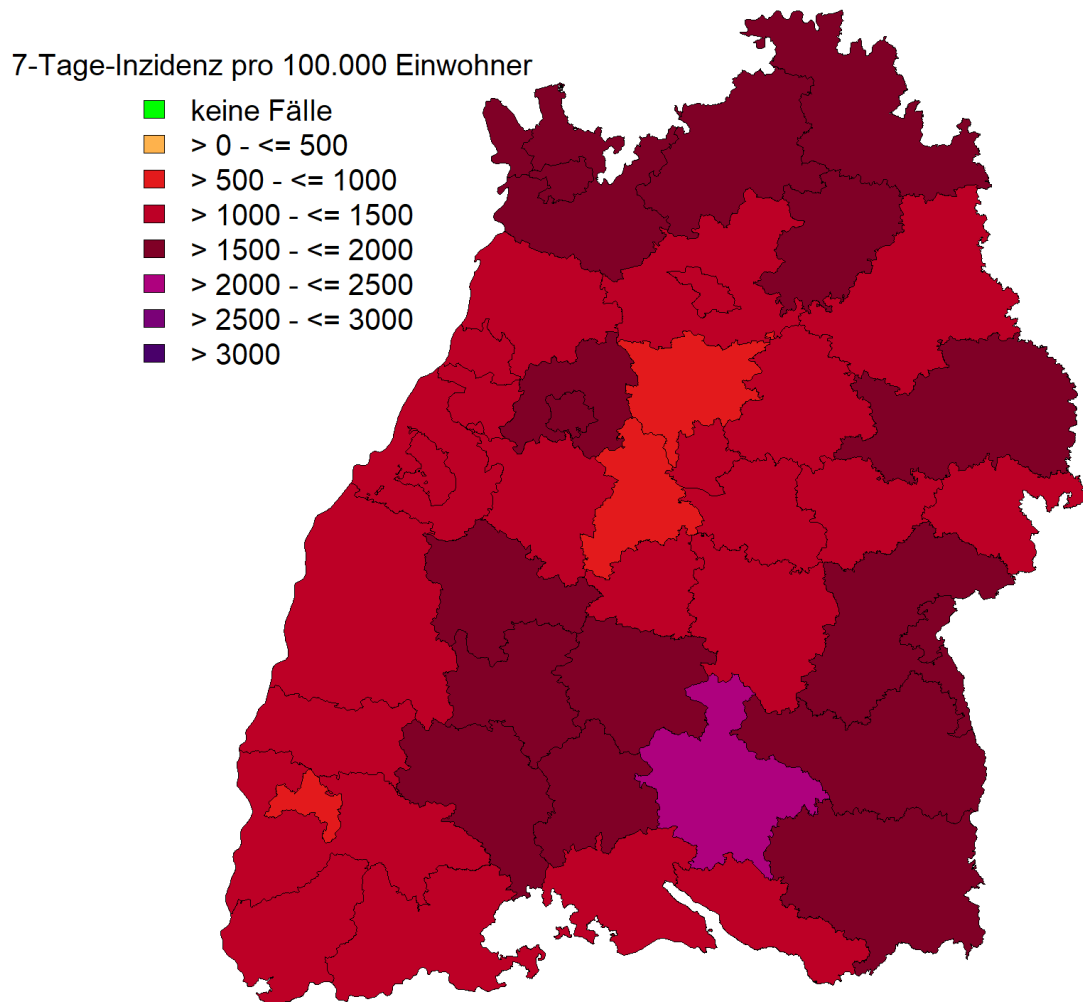 7-Tage-Inzidenz pro 100.000 Einwohner
keine Fälle
> 0 - <= 500
> 500 - <= 1000
> 1000 - <= 1500
> 1500 - <= 2000
> 2000 - <= 2500
> 2500 - <= 3000
> 3000